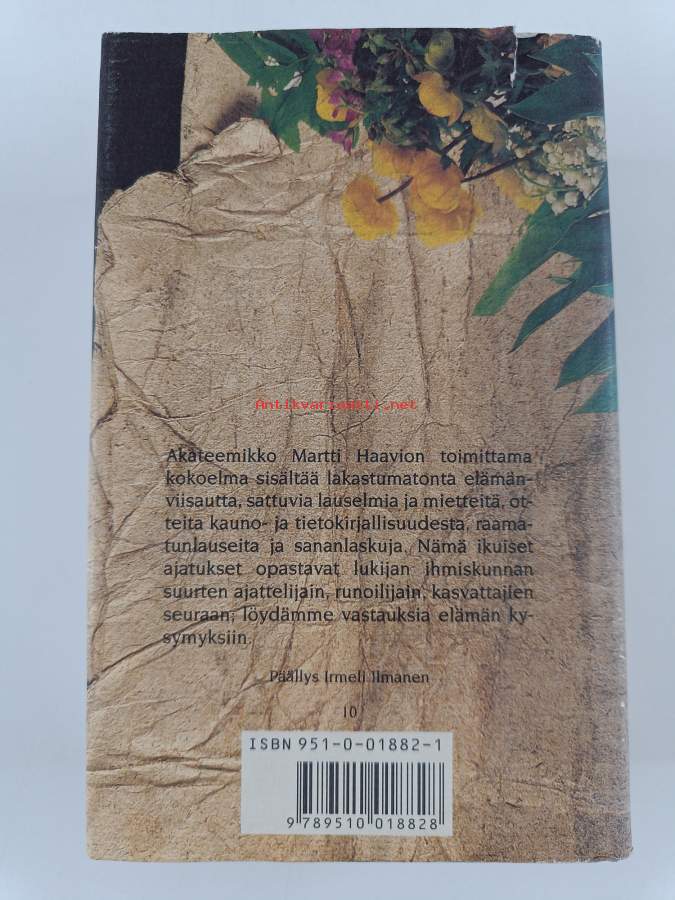 Antikvariaatti.net
Akateemikko Martti Haavion toimittama
kokoelma sisältää lakastumatonta elämän-
viisautta, sattuvia lauselmia ja mietteitä, ot-
teita kauno- ja tietokirjallisuudesta, raama-
tunlauseita ja sananlaskuja. Nämä ikuiset
ajatukset opastavat lukijan ihmiskunnan
suurten ajattelijain, runoilijain, kasvattajien
seuraan; löydämme vastauksia elämän ky-
symyksiin.
Päällys Irmeli Ilmanen
10
ISBN 951-0-01882-1
9 789510 018828